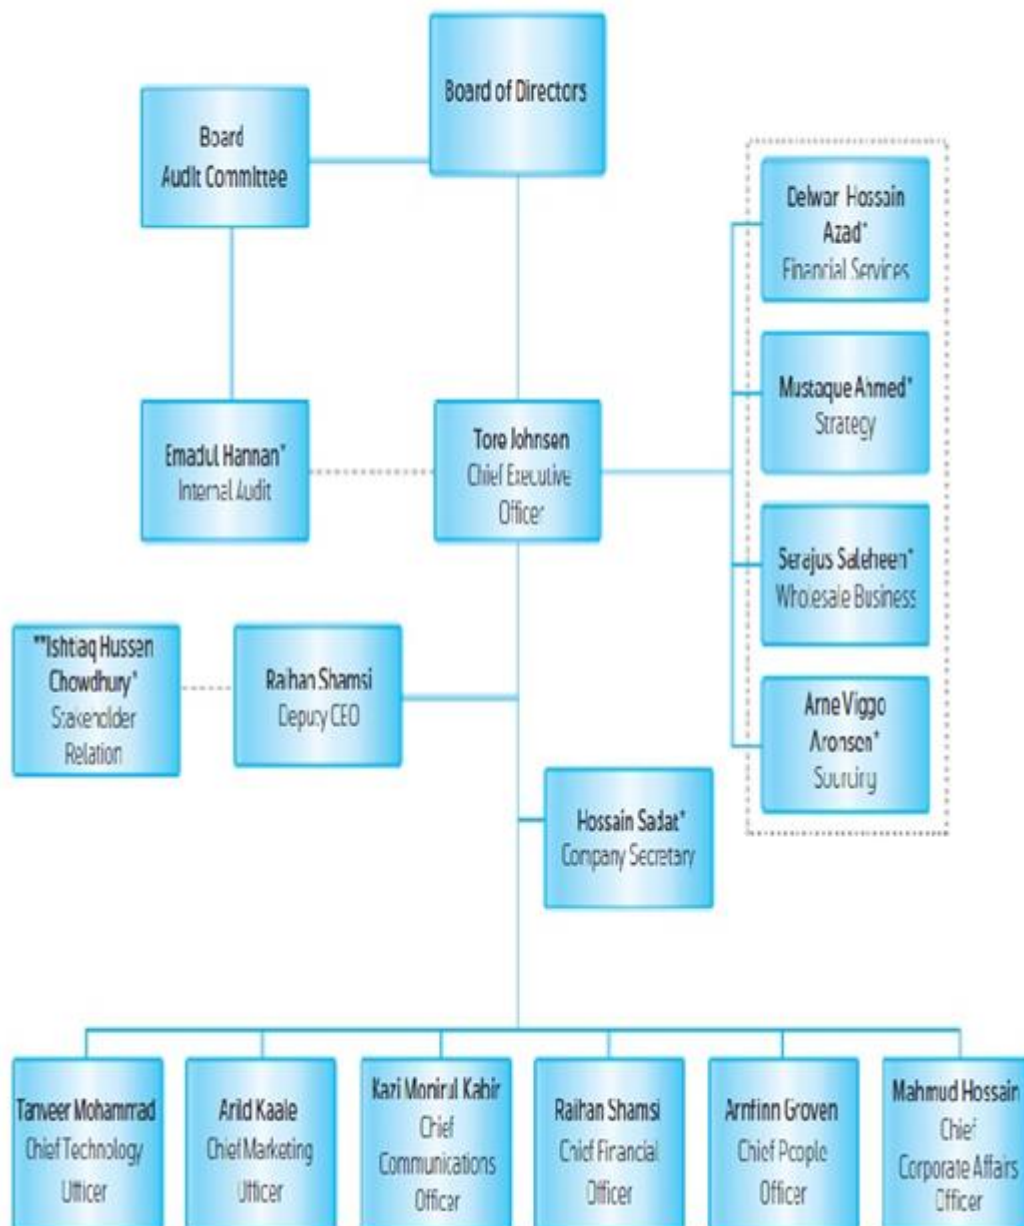 Board of Directors
Board
Audit Committee
Delwar Hossain
Azad*
Financial Services
Mustaque Ahmed*
Strategy
Emadul Hannan*
Internal Audit
Tore Johnsen
Chief Executive
Officer
Serajus Saleheen*
Wholesale Business
**Ishtiaq Hussen
Chowdhury*
Stakeholder
Relation
Raihan Shamsi
Deputy CEO
Arne Viggo
Aronsen*
Sourcing
Hossain Sadat*
Company Secretary
Tanveer Mohammad
Chief Technology
Officer
Arild Kaale
Chief Marketing
Officer
Kazi Monirul Kabir
Chief
Communications
Officer
Raihan Shamsi
Chief Financial
Officer
Arnfinn Groven
Chief People
Officer
Mahmud Hossain
Chief
Corporate Affairs
Officer